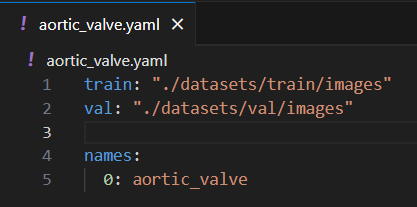 ! aortic_valve.yaml ×
! aortic_valve.yaml
1 train: "./datasets/train/images"
2 val: "./datasets/val/images"
3
4 names:
5 0: aortic_valve